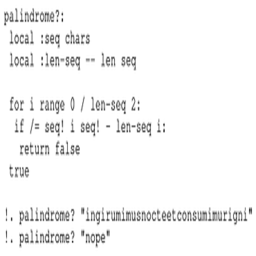 palindrome?:
local :seq chars
local :len-seq -- len seq
for i range 0 / len-seq 2:
if /= seq! i seq! - len-seq i:
return false
true
!. palindrome? "ingirumimusnocteetconsumimurigni"
!. palindrome? "nope"